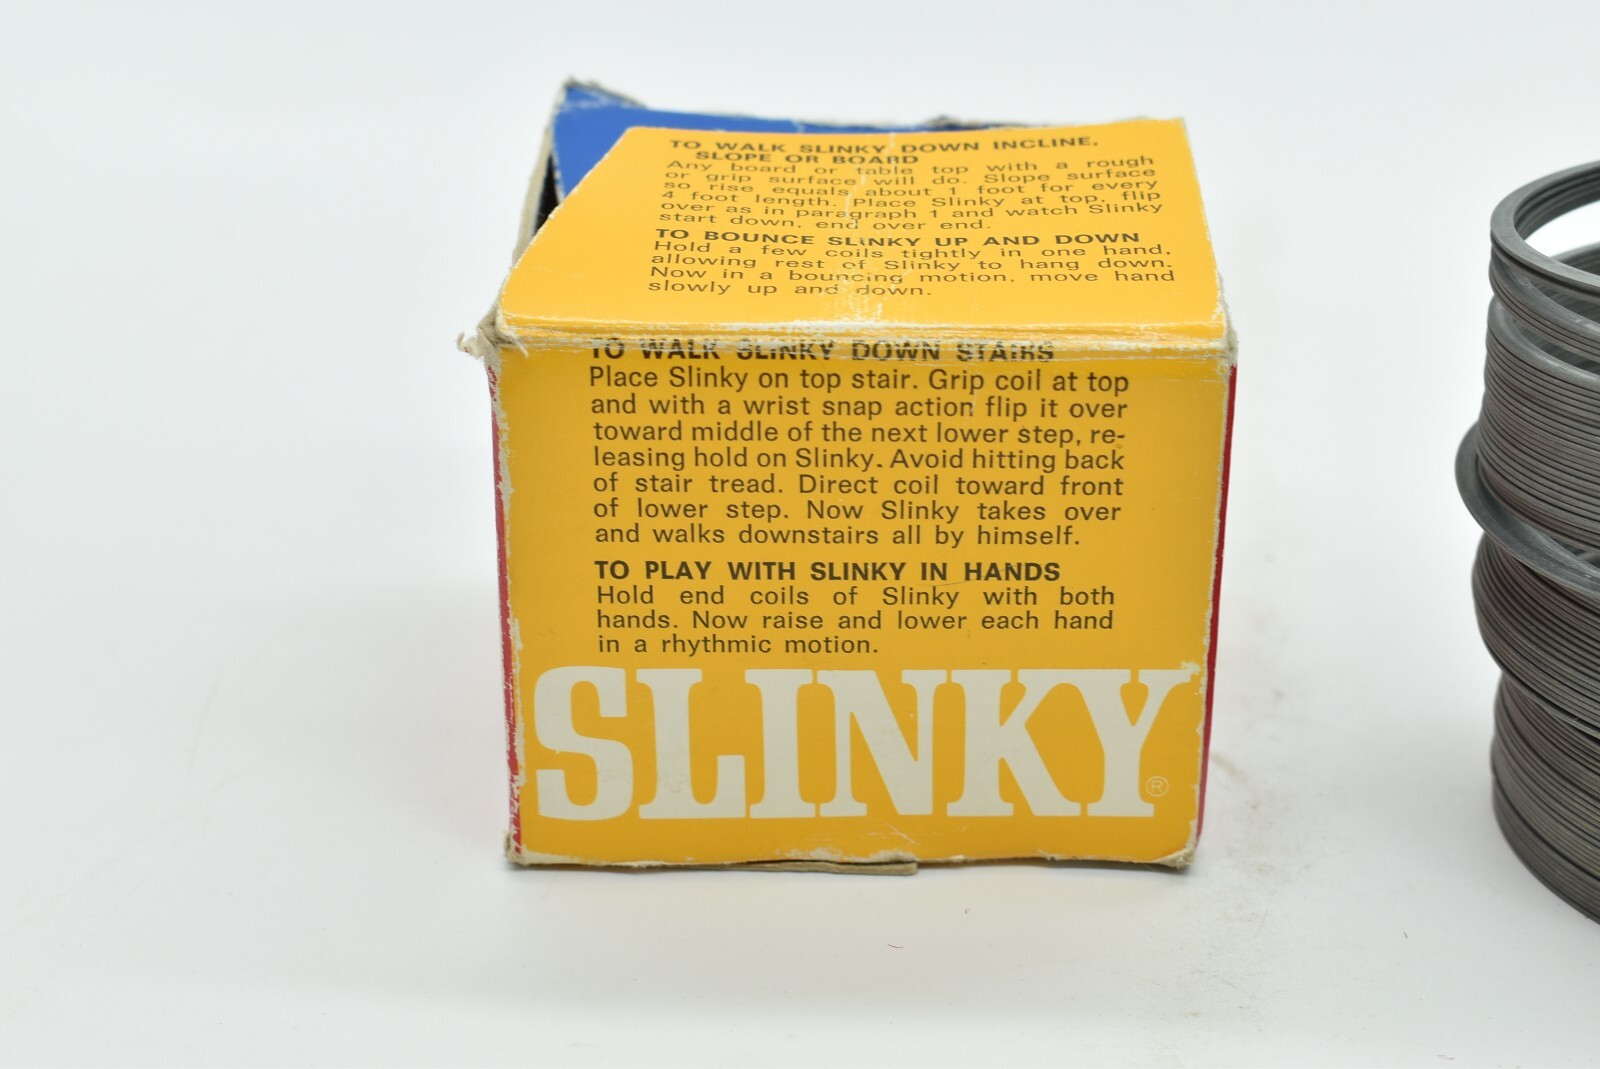 TO WALK SLINKY DOWN INCLINE,
SLOPE OR BOARD
Any board or table top with a rough
or grip surface will do. Slope surface
so rise equals about 1 foot for every
4 foot length. Place Slinky at top, flip
over as in paragraph 1 and watch Slinky
start down, end over end.
TO BOUNCE SLINKY UP AND DOWN
Hold a few coils tightly in one hand,
allowing rest of Slinky to hang down.
Now in a bouncing motion, move hand
slowly up and down.
TO WALK SLINKY DOWN STAIRS
Place Slinky on top stair. Grip coil at top
and with a wrist snap action flip it over
toward middle of the next lower step, re-
leasing hold on Slinky. Avoid hitting back
of stair tread. Direct coil toward front
of lower step. Now Slinky takes over
and walks downstairs all by himself.
TO PLAY WITH SLINKY IN HANDS
Hold end coils of Slinky with both
hands. Now raise and lower each hand
in a rhythmic motion.
SLINKY®